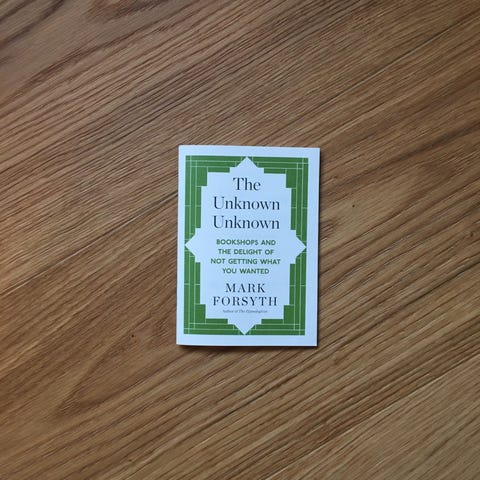 The
Unknown
Unknown
BOOKSHOPS AND
THE DELIGHT OF
NOT GETTING WHAT
YOU WANTED
MARK
FORSYTH
Author of The Etymologicon